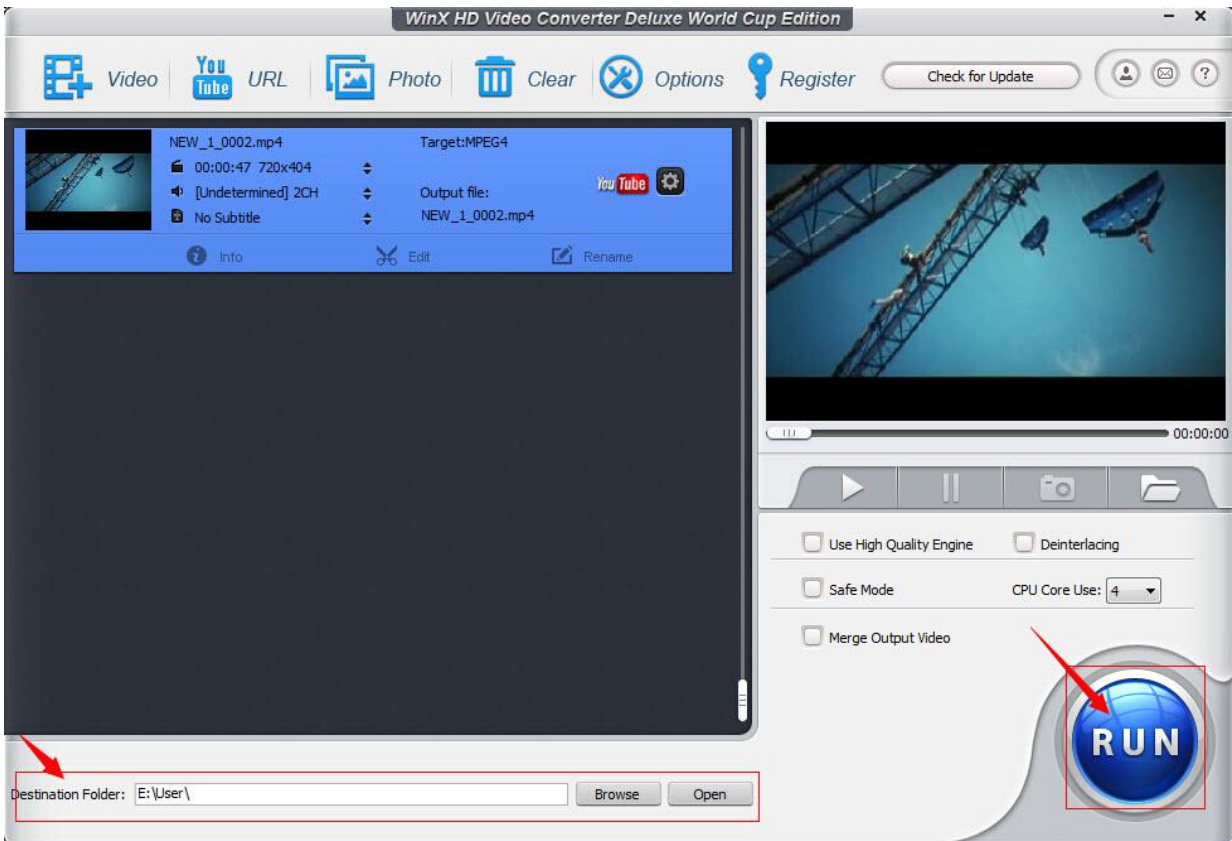 WinX HD Video Converter Deluxe World Cup Edition
Video
You Tube
URL
Photo
Clear
Options
Register
Check for Update
?
NEW_1_0002.mp4
Target:MPEG4
00:00:47 720x404
[Undetermined] 2CH
Output file:
You Tube
No Subtitle
NEW_1_0002.mp4
Info
Edit
Rename
00:00:00
Use High Quality Engine
Deinterlacing
Safe Mode
CPU Core Use: 4
Merge Output Video
RUN
Destination Folder: E:\User\
Browse
Open